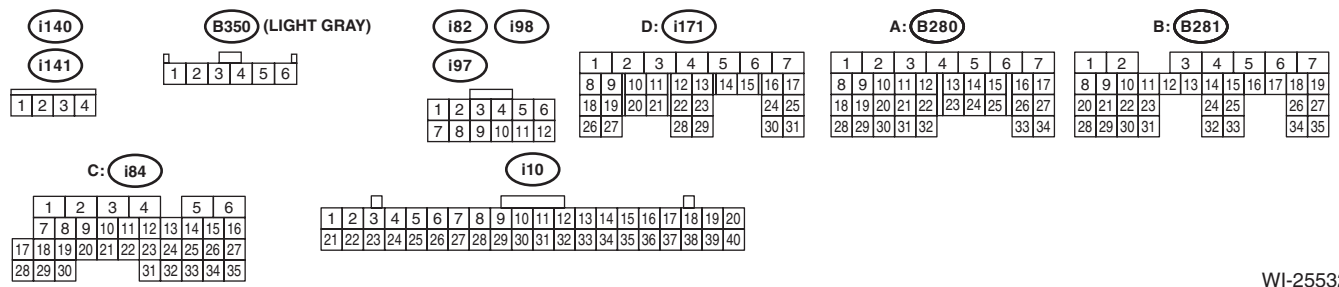 i140
i141
1 2 3 4
B350 (LIGHT GRAY)
1 2 3 4 5 6
i82 i98
i97
1 2 3 4 5 6
7 8 9 10 11 12
D: i171
1 2 3 4 5 6 7
8 9 10 11 12 13 14 15 16 17
18 19 20 21 22 23 24 25
26 27 28 29 30 31
A: B280
1 2 3 4 5 6 7
8 9 10 11 12 13 14 15 16 17
18 19 20 21 22 23 24 25 26 27
28 29 30 31 32 33 34
B: B281
1 2 3 4 5 6 7
8 9 10 11 12 13 14 15 16 17 18 19
20 21 22 23 24 25 26 27
28 29 30 31 32 33 34 35
C: i84
1 2 3 4 5 6
7 8 9 10 11 12 13 14 15 16
17 18 19 20 21 22 23 24 25 26 27
28 29 30 31 32 33 34 35
i10
1 2 3 4 5 6 7 8 9 10 11 12 13 14 15 16 17 18 19 20
21 22 23 24 25 26 27 28 29 30 31 32 33 34 35 36 37 38 39 40